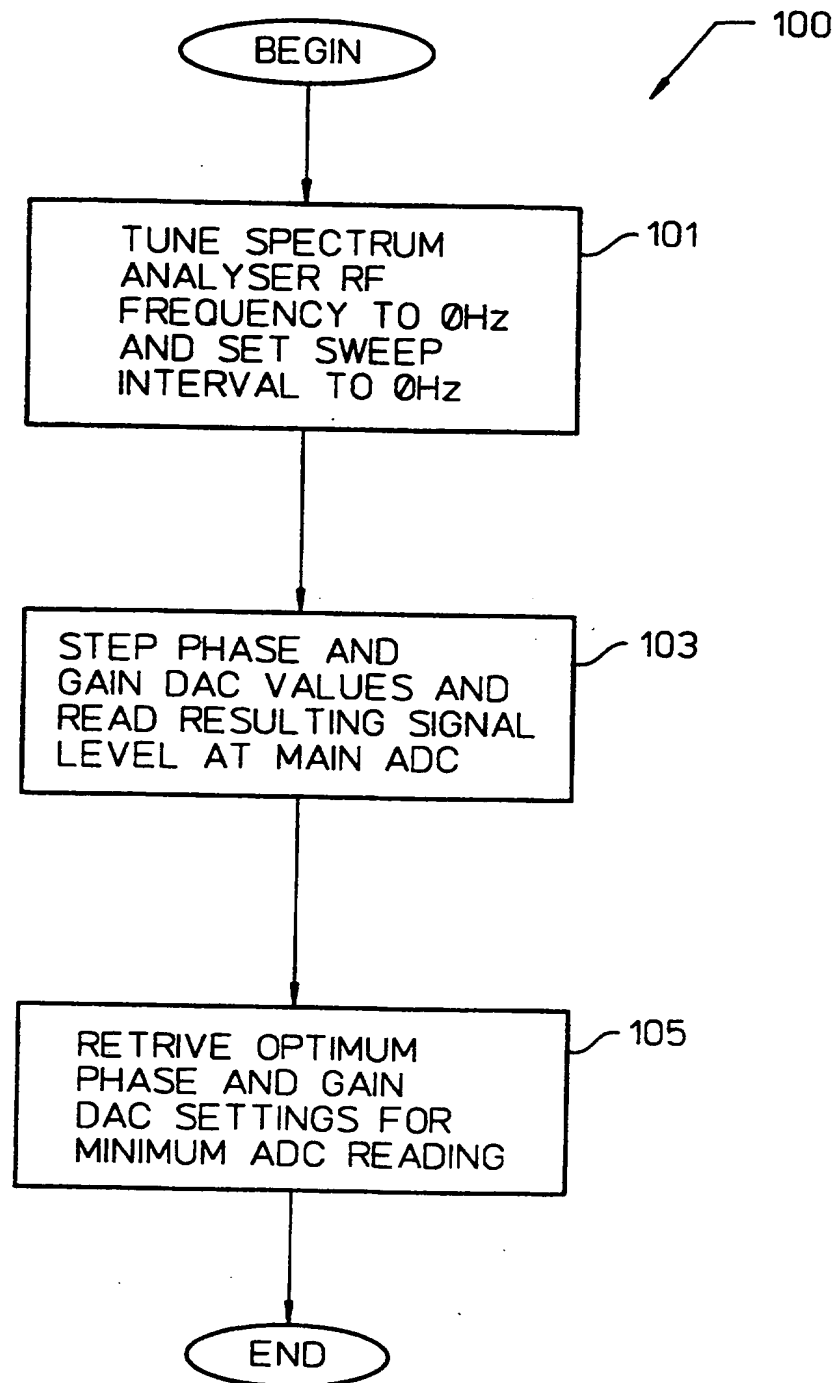 100
BEGIN
101
TUNE SPECTRUM
ANALYSER RF
FREQUENCY TO 0Hz
AND SET SWEEP
INTERVAL TO 0Hz
103
STEP PHASE AND
GAIN DAC VALUES AND
READ RESULTING SIGNAL
LEVEL AT MAIN ADC
105
RETRIVE OPTIMUM
PHASE AND GAIN
DAC SETTINGS FOR
MINIMUM ADC READING
END